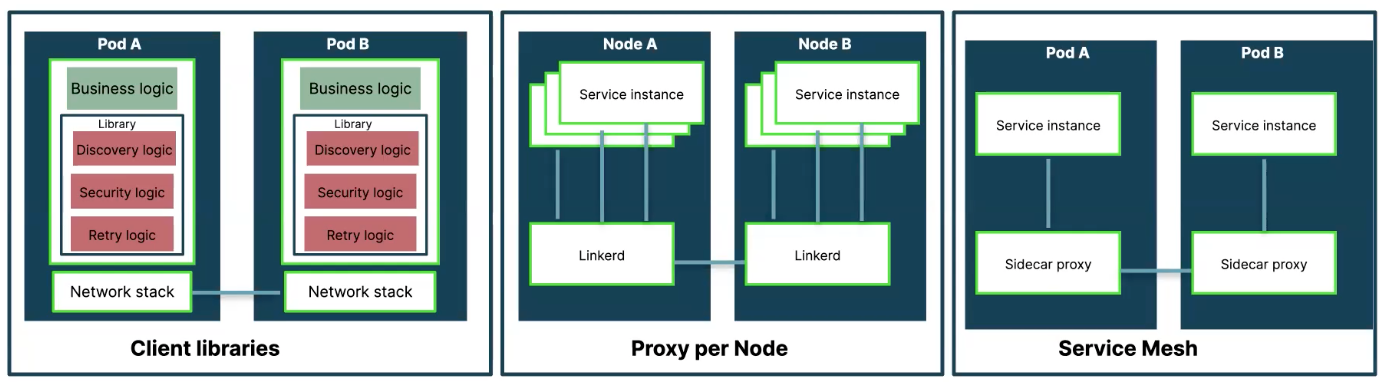 Pod A
Business logic
Library
Discovery logic
Security logic
Retry logic
Network stack
Pod B
Business logic
Library
Discovery logic
Security logic
Retry logic
Network stack
Client libraries
Node A
Service instance
Linkerd
Node B
Service instance
Linkerd
Proxy per Node
Pod A
Service instance
Sidecar proxy
Pod B
Service instance
Sidecar proxy
Service Mesh